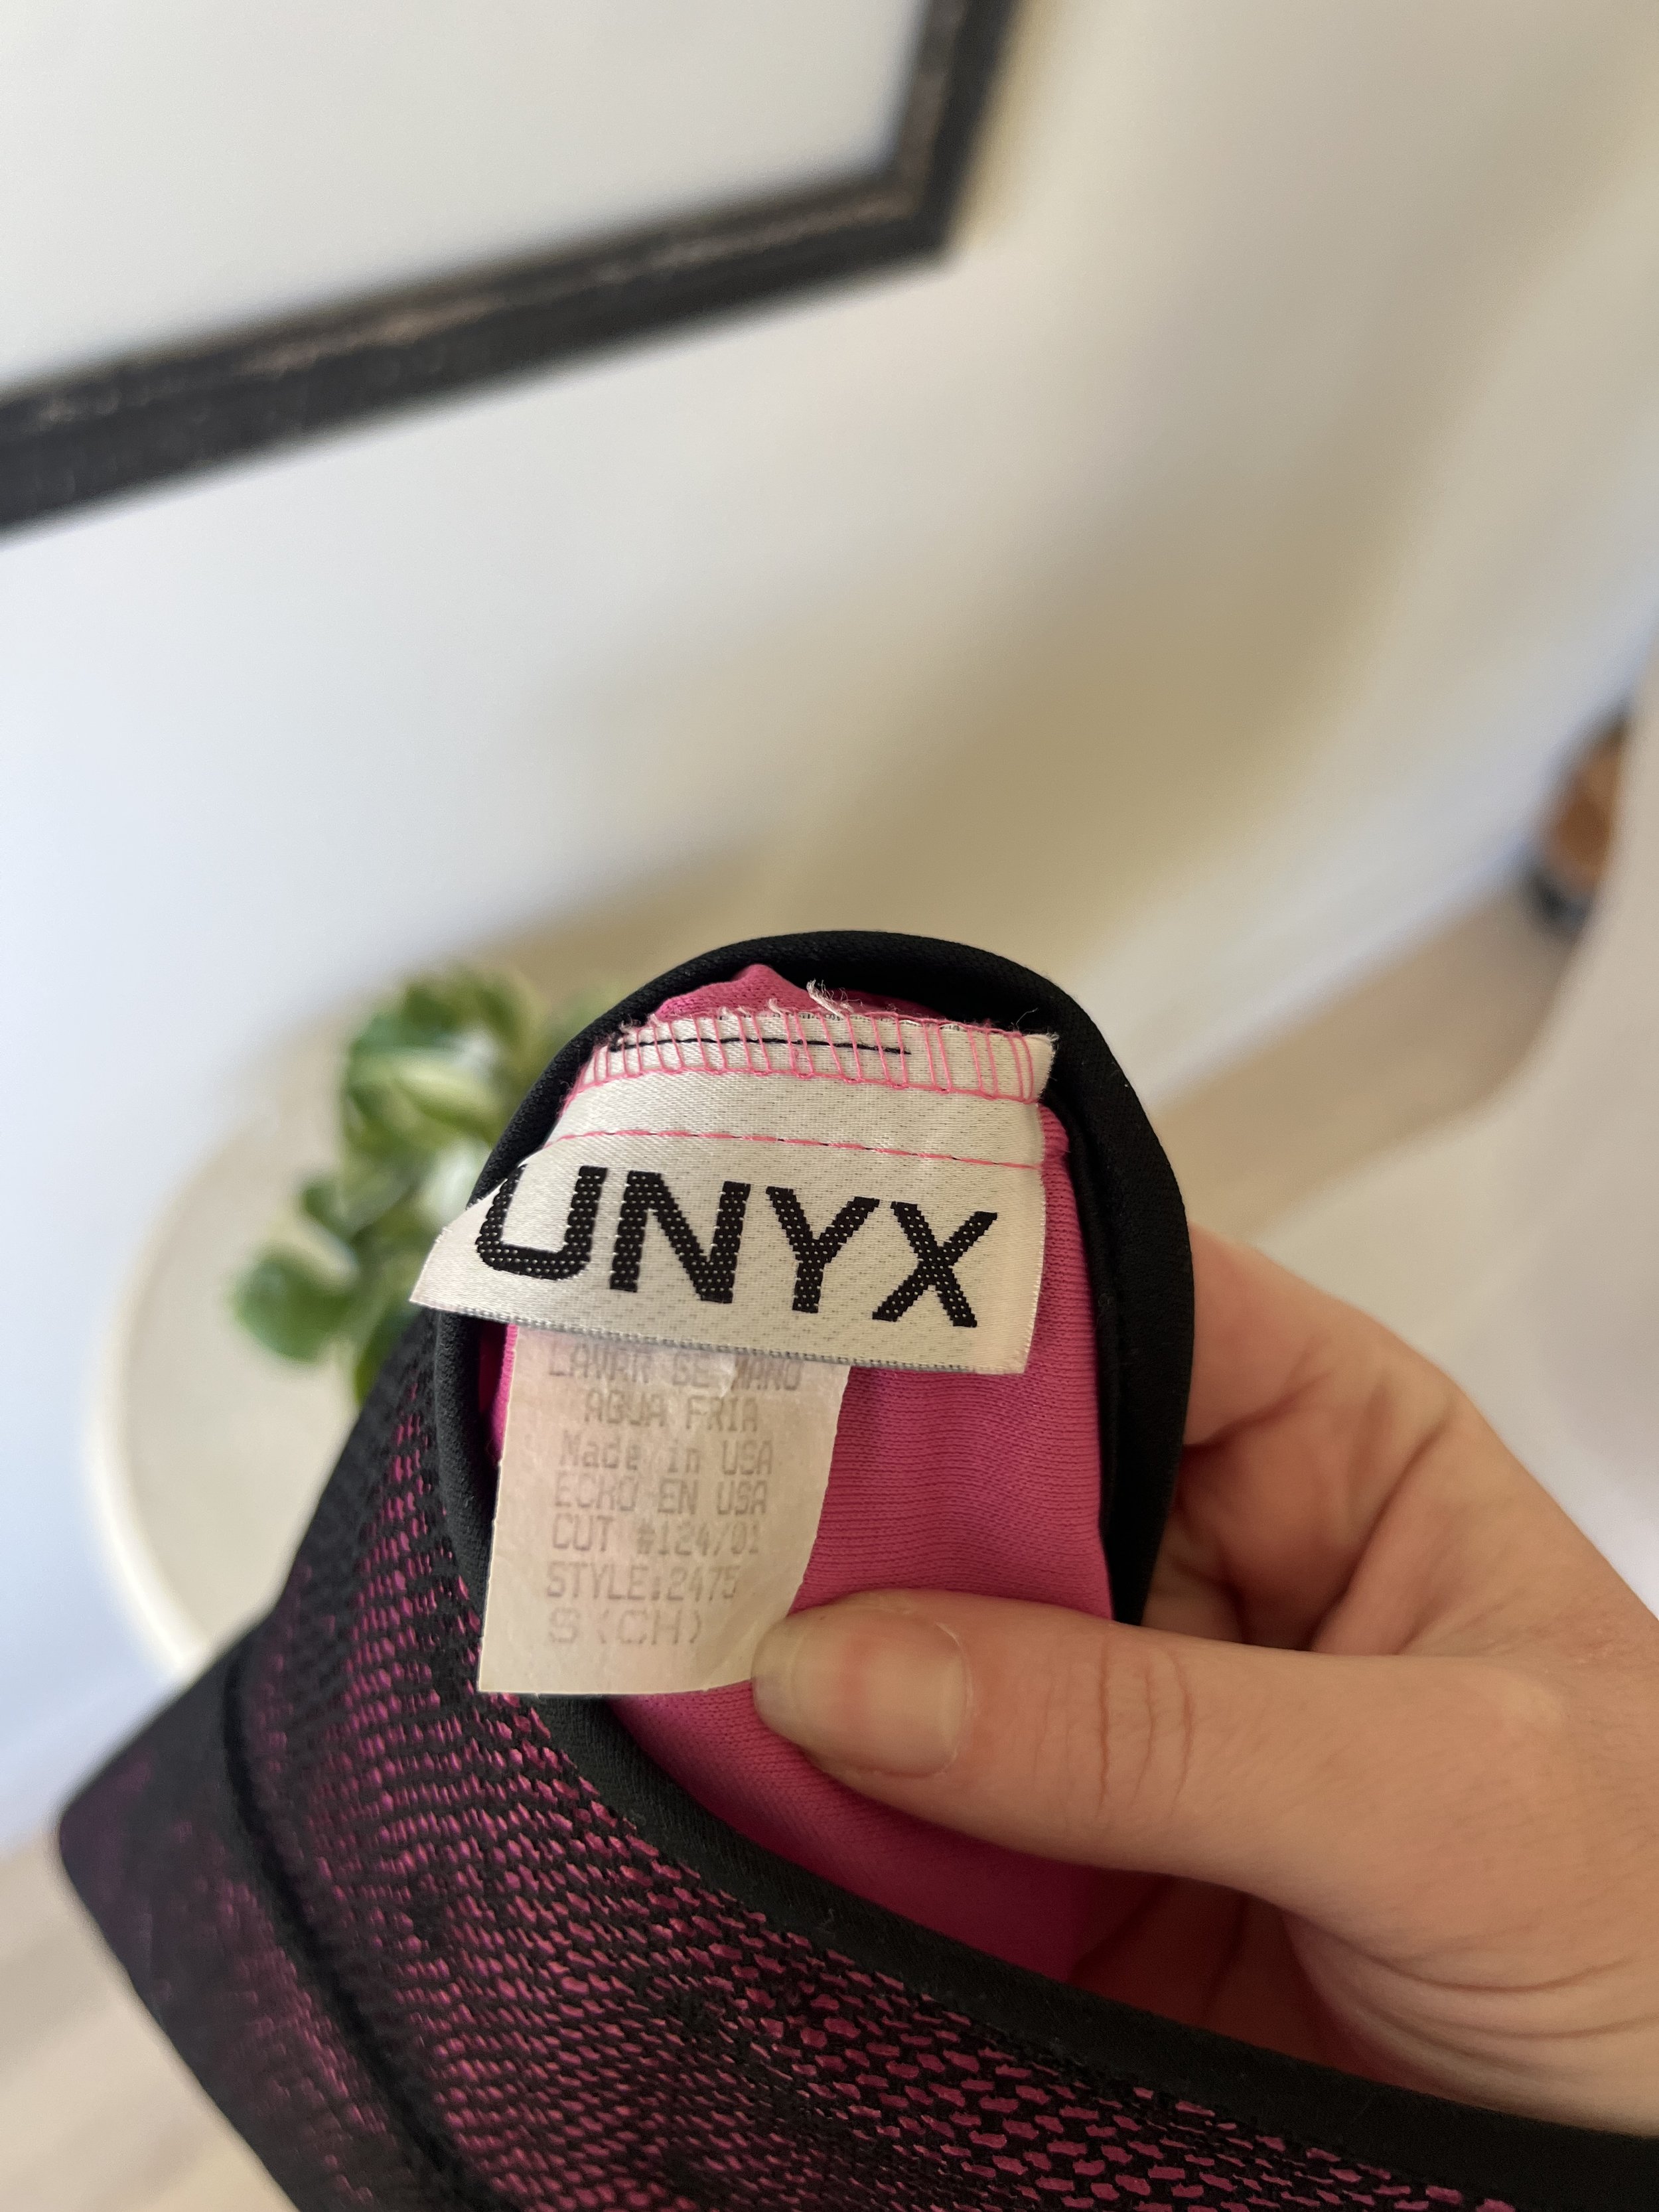 UNYX
LAVAR SE MANO
AGUA FRIA
Made in USA
ECHO EN USA
CUT #124/01
STYLE:2475
S(CH)